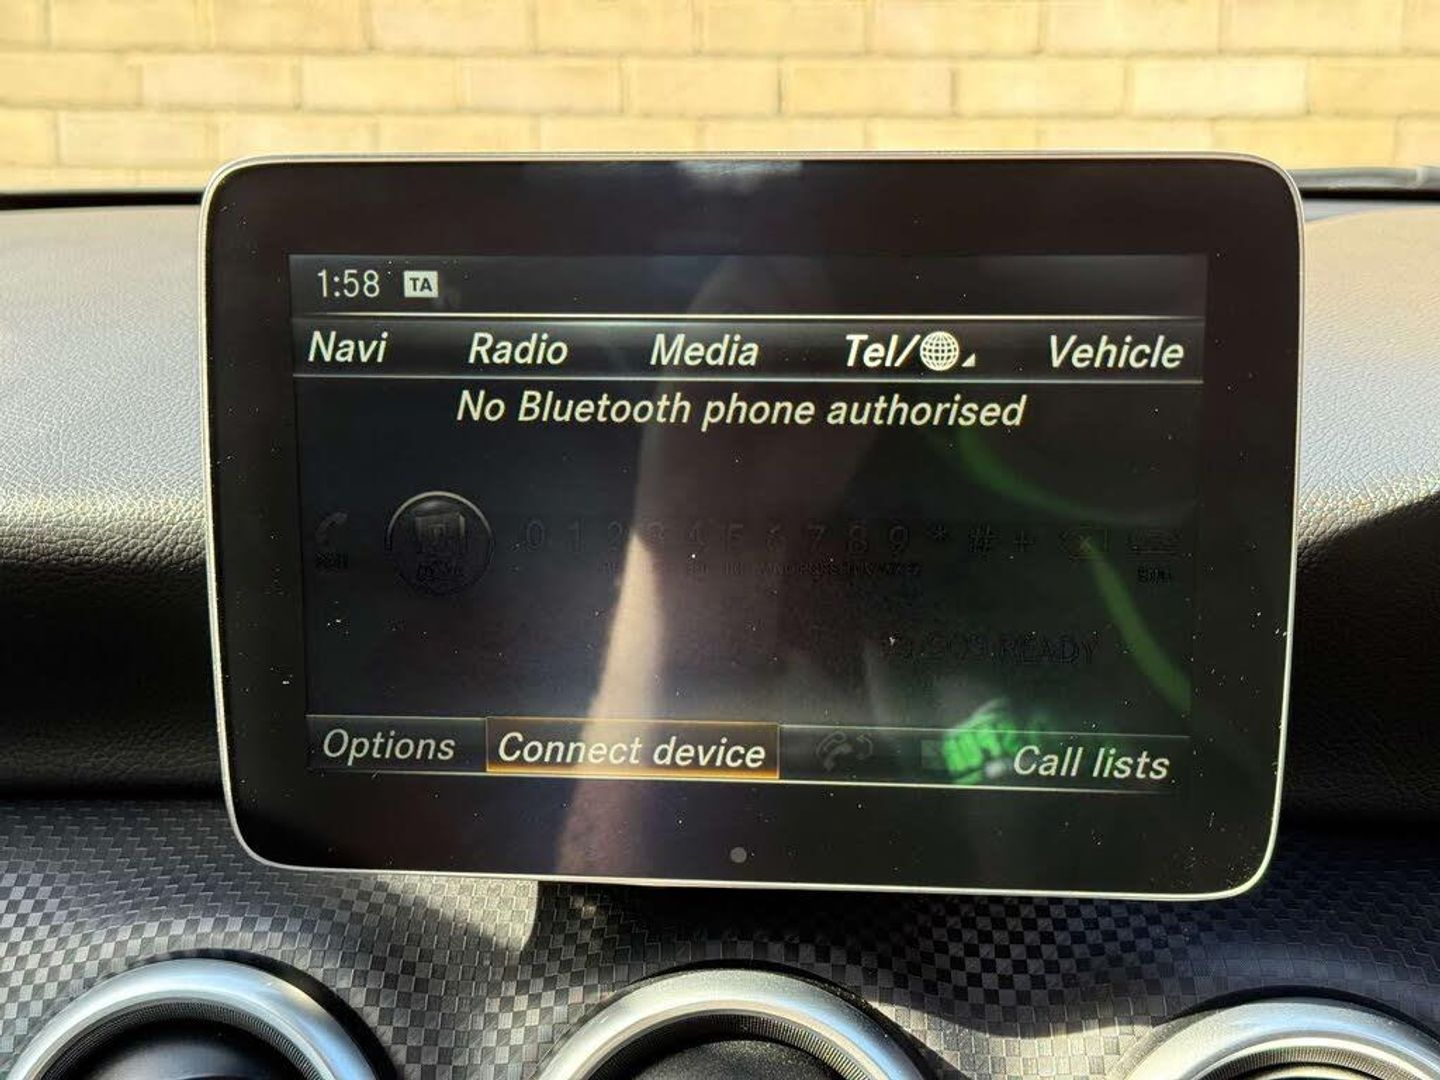 1:58 TA
Navi Radio Media Tel/ Vehicle
No Bluetooth phone authorised
0 1 2 3 4 5 6 7 8 9 * # +
READY
Options Connect device Call lists